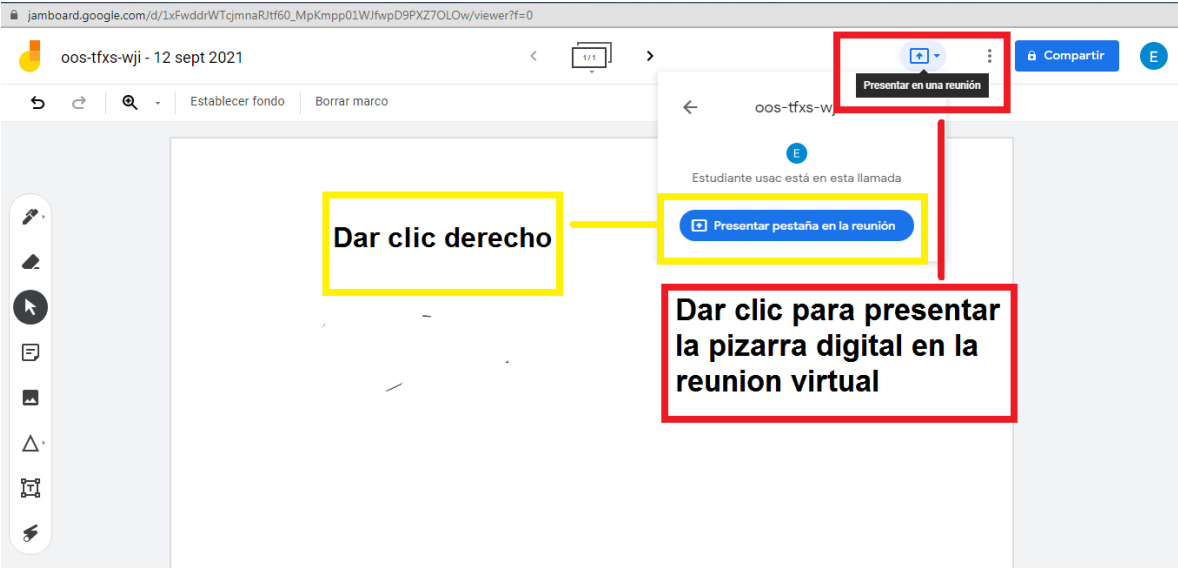 jamboard.google.com/d/1xFwddrWTcjmnaRJtf60_MpKmpp01WJfwpD9PXZ7OLOw/viewer?f=0
oos-tfxs-wji - 12 sept 2021
1/1
Compartir
E
Presentar en una reunión
Establecer fondo
Borrar marco
oos-tfxs-wj
E
Estudiante usac está en esta llamada
Presentar pestaña en la reunión
Dar clic derecho
Dar clic para presentar
la pizarra digital en la
reunion virtual